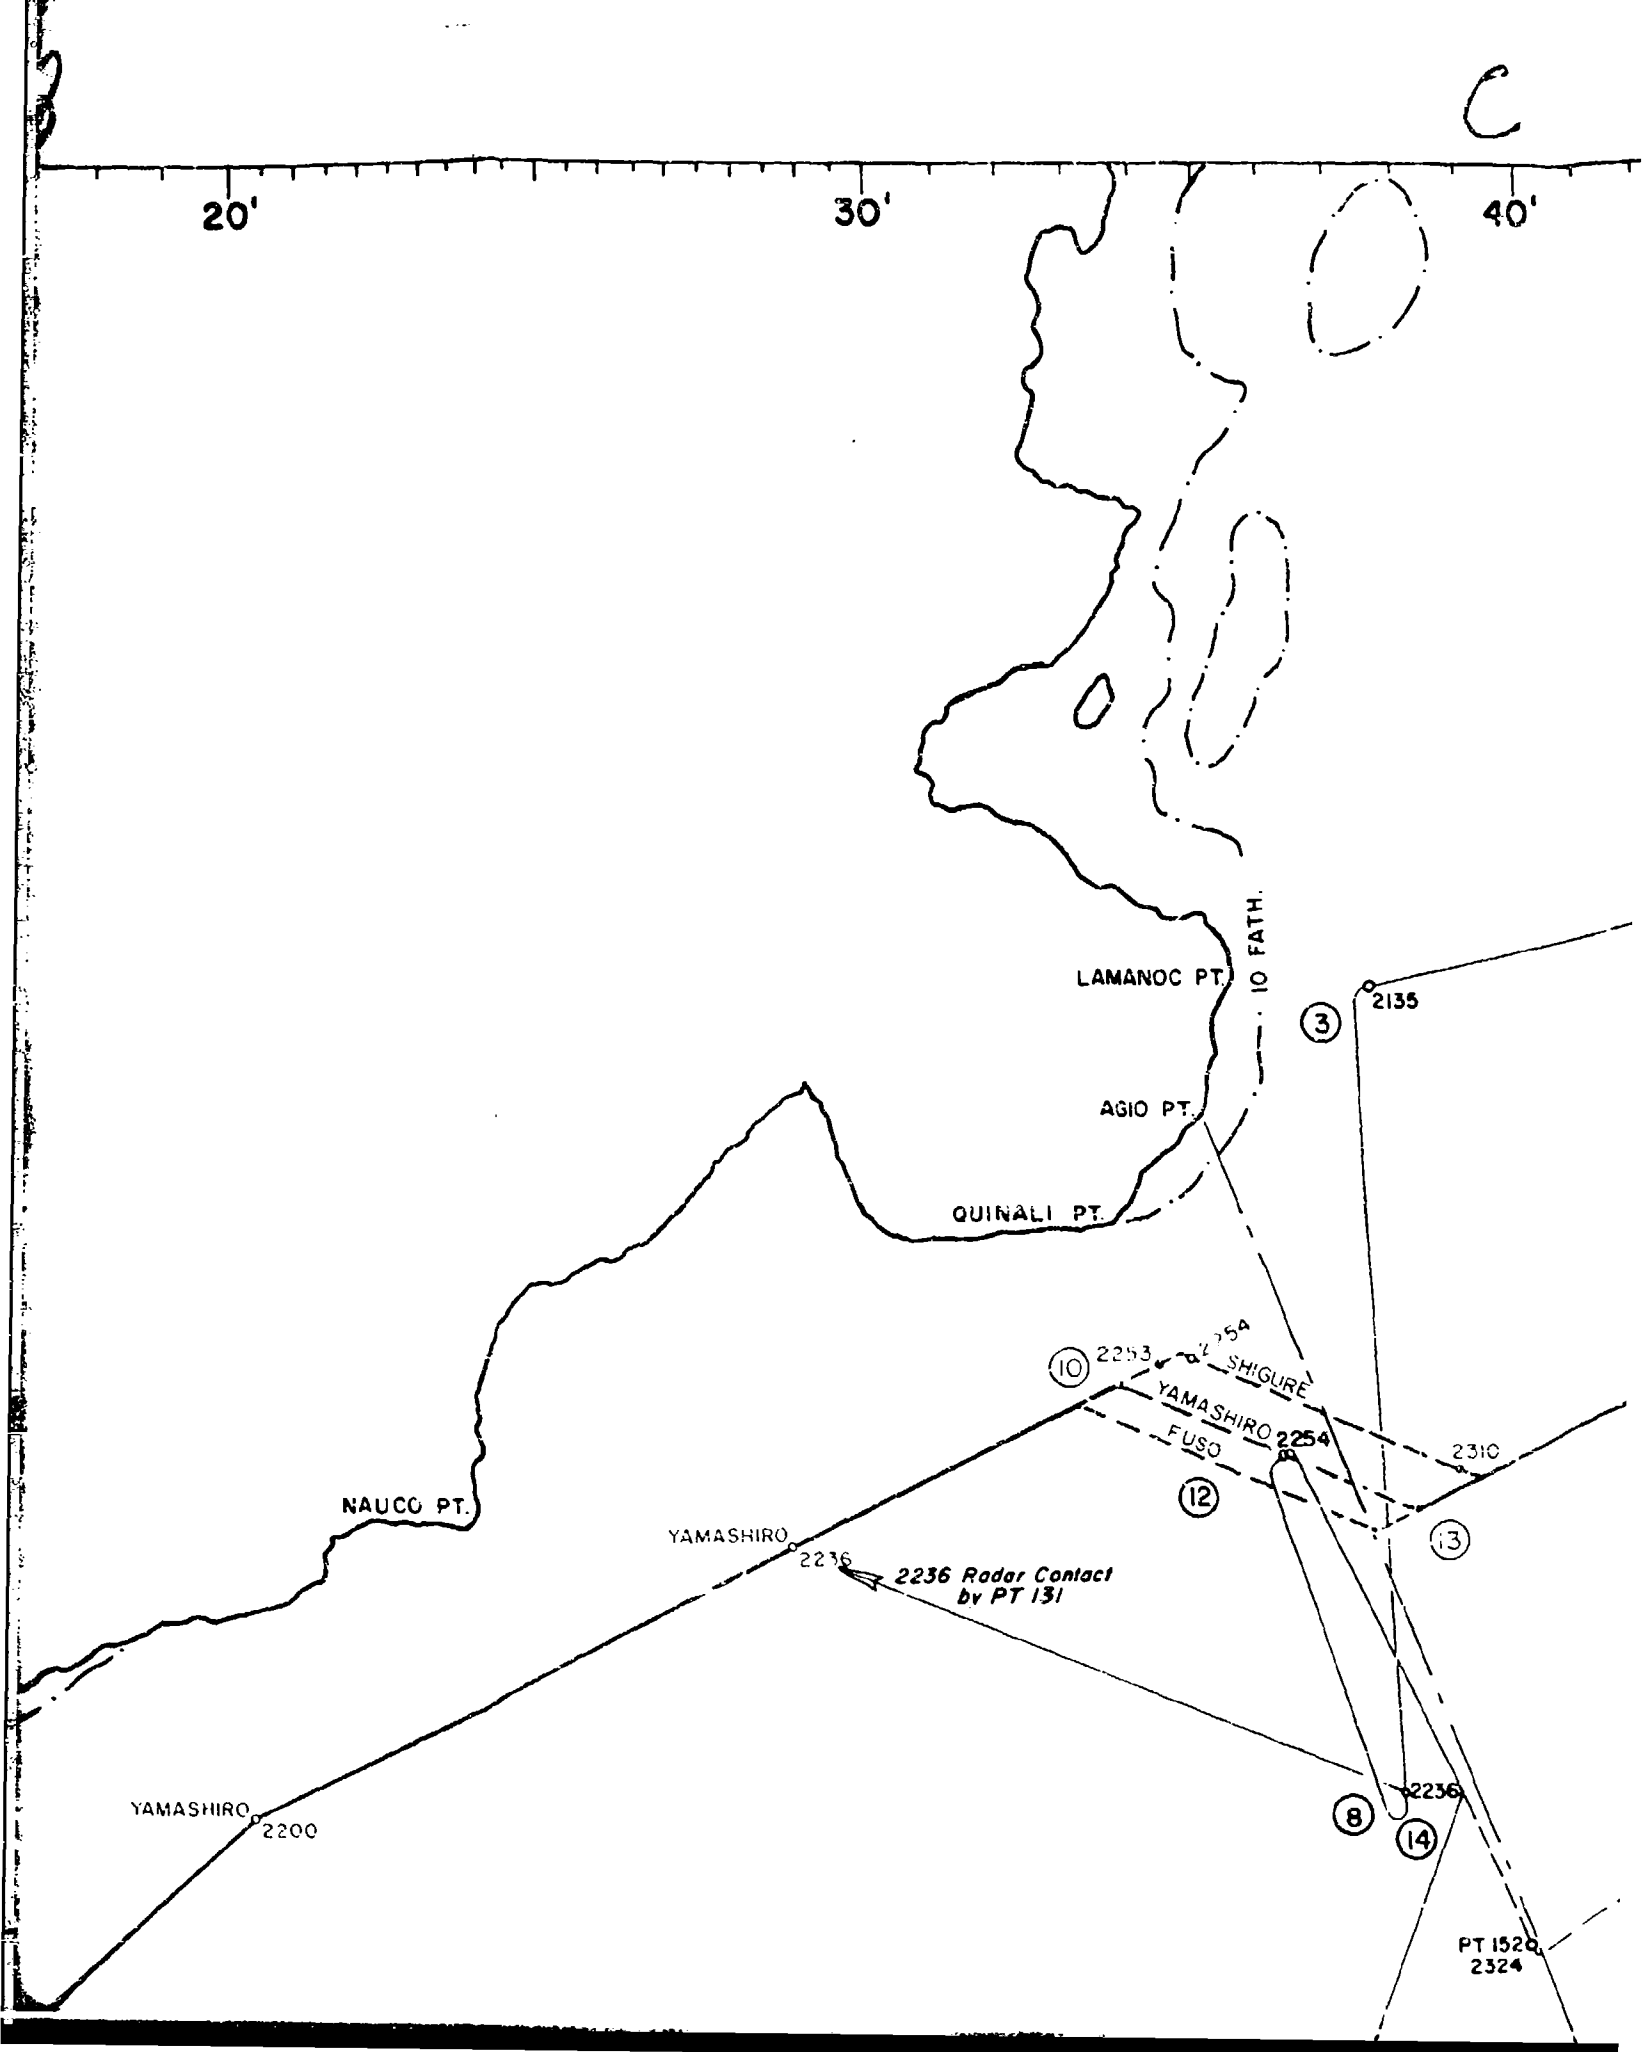 C
20'
30'
40'
10 FATH.
LAMANOC PT.
2135
3
AGIO PT.
QUINALI PT.
2254
2253
10
SHIGURE
YAMASHIRO
2254
FUSO
2310
12
NAUCO PT.
13
YAMASHIRO
2236
2236 Radar Contact
by PT 131
2236
YAMASHIRO
2200
8
14
PT 152
2324